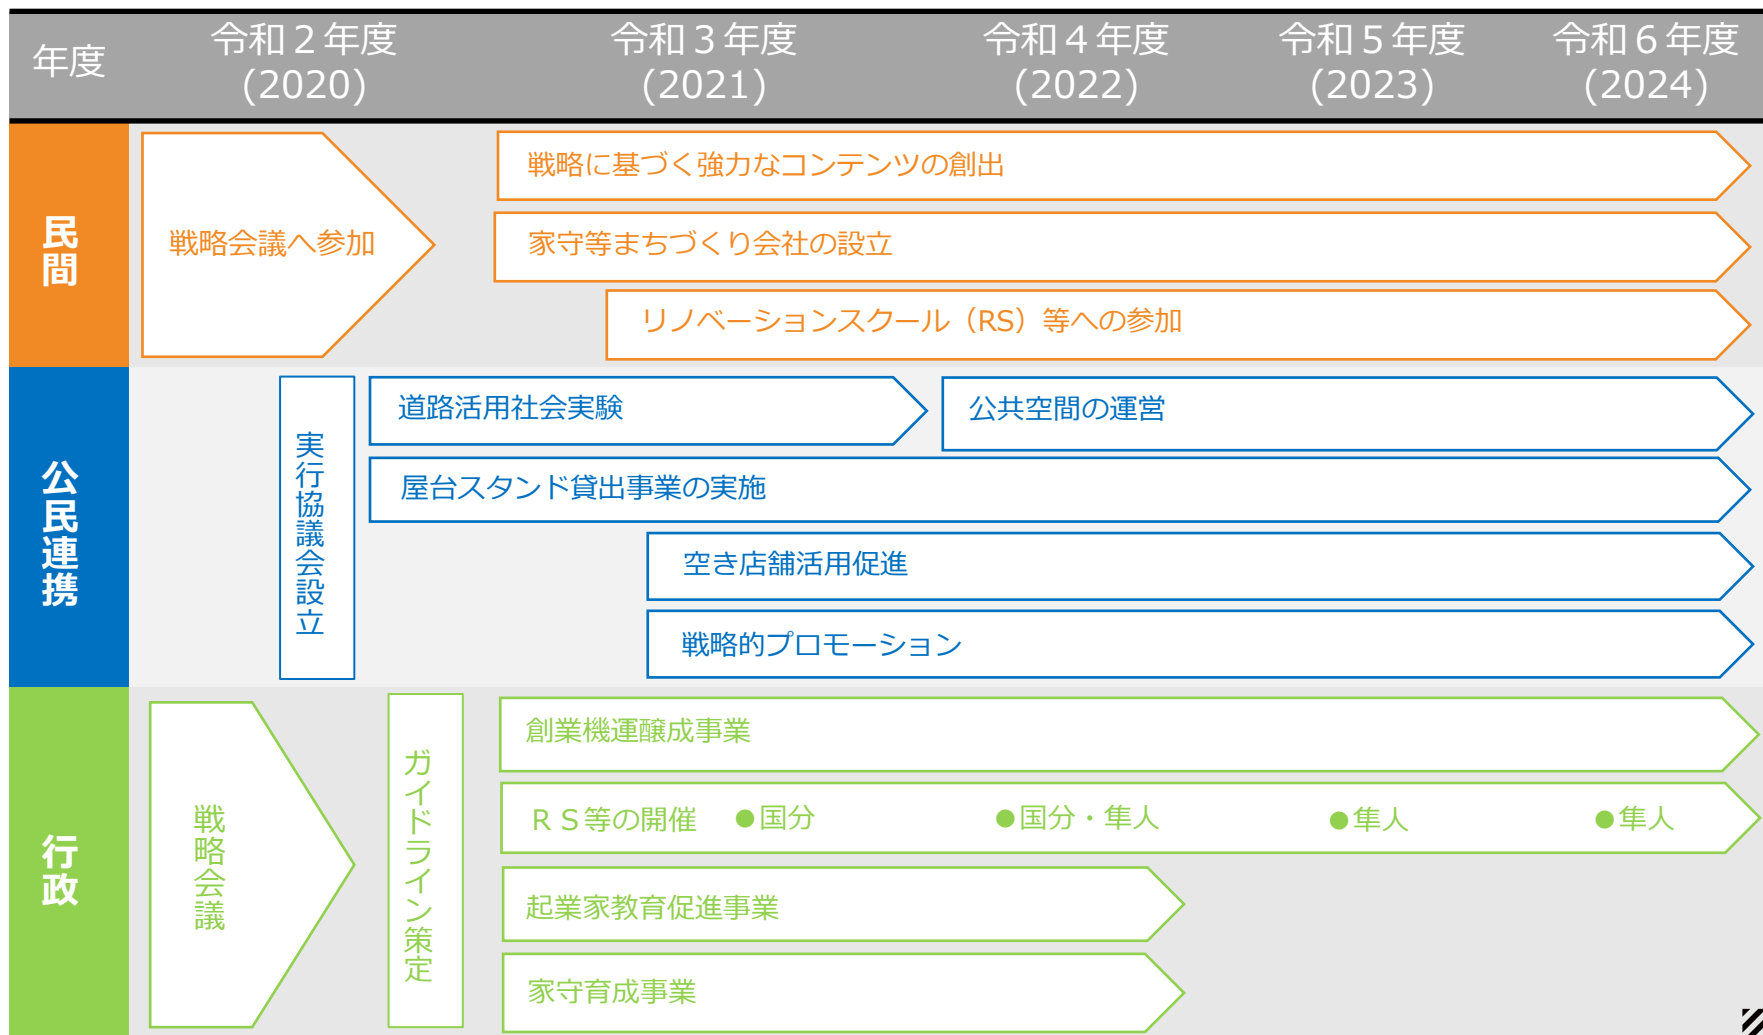 年度
令和２年度
(2020)
令和３年度
(2021)
令和４年度
(2022)
令和５年度
(2023)
令和６年度
(2024)
民間
戦略会議へ参加
戦略に基づく強力なコンテンツの創出
家守等まちづくり会社の設立
リノベーションスクール（RS）等への参加
公民連携
実行協議会設立
道路活用社会実験
公共空間の運営
屋台スタンド貸出事業の実施
空き店舗活用促進
戦略的プロモーション
行政
戦略会議
ガイドライン策定
創業機運醸成事業
ＲＳ等の開催 ●国分 ●国分・隼人 ●隼人 ●隼人
起業家教育促進事業
家守育成事業